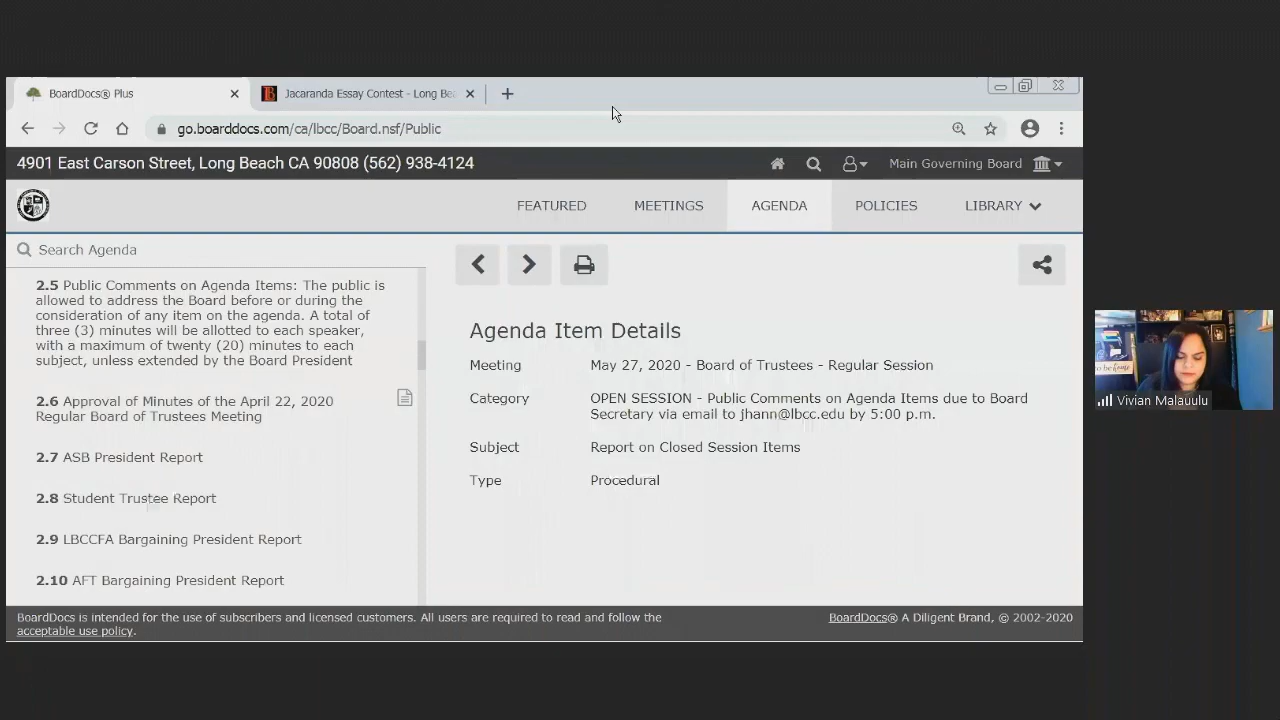 BoardDocs® Plus
Jacaranda Essay Contest - Long Bea
go.boarddocs.com/ca/lbcc/Board.nsf/Public
4901 East Carson Street, Long Beach CA 90808 (562) 938-4124
Main Governing Board
FEATURED
MEETINGS
AGENDA
POLICIES
LIBRARY
Search Agenda
2.5 Public Comments on Agenda Items: The public is
allowed to address the Board before or during the
consideration of any item on the agenda. A total of
three (3) minutes will be allotted to each speaker,
with a maximum of twenty (20) minutes to each
subject, unless extended by the Board President
2.6 Approval of Minutes of the April 22, 2020
Regular Board of Trustees Meeting
2.7 ASB President Report
2.8 Student Trustee Report
2.9 LBCCFA Bargaining President Report
2.10 AFT Bargaining President Report
Agenda Item Details
Meeting
May 27, 2020 - Board of Trustees - Regular Session
Category
OPEN SESSION - Public Comments on Agenda Items due to Board
Secretary via email to jhann@lbcc.edu by 5:00 p.m.
Subject
Report on Closed Session Items
Type
Procedural
BoardDocs is intended for the use of subscribers and licensed customers. All users are required to read and follow the
acceptable use policy.
BoardDocs® A Diligent Brand, © 2002-2020
Vivian Malauulu